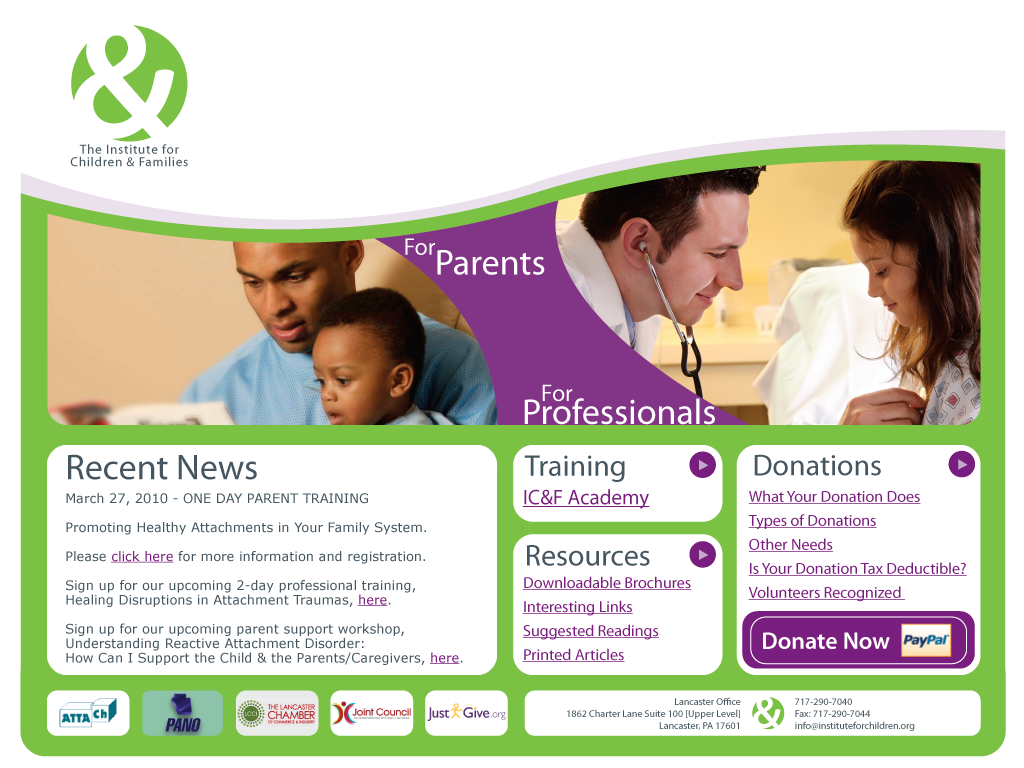 &
The Institute for
Children & Families
For
Parents
For
Professionals
Recent News
March 27, 2010 - ONE DAY PARENT TRAINING
Promoting Healthy Attachments in Your Family System.
Please click here for more information and registration.
Sign up for our upcoming 2-day professional training,
Healing Disruptions in Attachment Traumas, here.
Sign up for our upcoming parent support workshop,
Understanding Reactive Attachment Disorder:
How Can I Support the Child & the Parents/Caregivers, here.
Training
IC&F Academy
Resources
Downloadable Brochures
Interesting Links
Suggested Readings
Printed Articles
Donations
What Your Donation Does
Types of Donations
Other Needs
Is Your Donation Tax Deductible?
Volunteers Recognized
Donate Now PayPal
ATTACh
PANO
LCCI
THE LANCASTER
CHAMBER
OF COMMERCE & INDUSTRY
Joint Council
JustGive.org
Lancaster Office
1862 Charter Lane Suite 100 [Upper Level]
Lancaster, PA 17601
&
717-290-7040
Fax: 717-290-7044
info@instituteforchildren.org